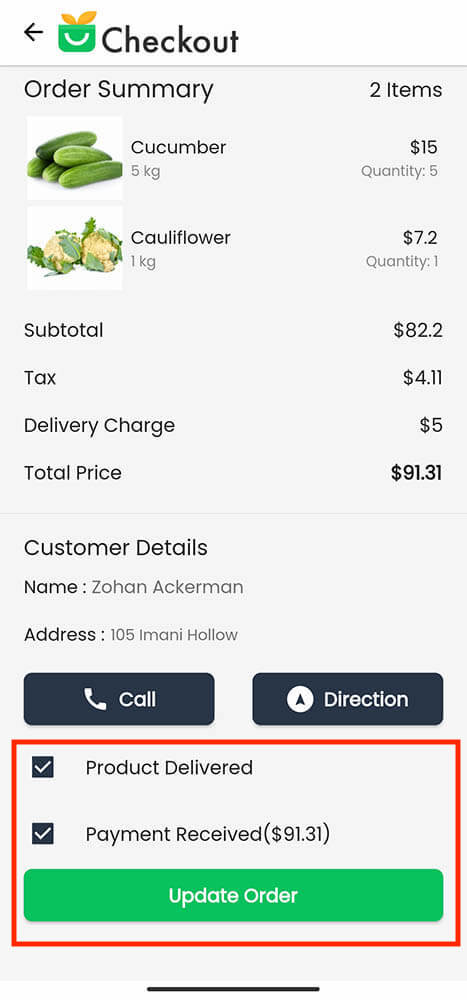 Checkout
Order Summary 2 Items
Cucumber $15
5 kg Quantity: 5
Cauliflower $7.2
1 kg Quantity: 1
Subtotal $82.2
Tax $4.11
Delivery Charge $5
Total Price $91.31
Customer Details
Name : Zohan Ackerman
Address : 105 Imani Hollow
Call Direction
Product Delivered
Payment Received($91.31)
Update Order